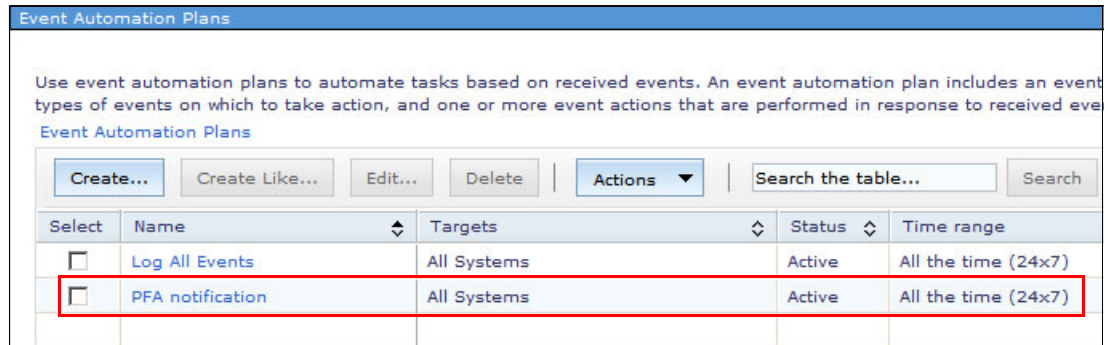 Event Automation Plans
Use event automation plans to automate tasks based on received events. An event automation plan includes an event
types of events on which to take action, and one or more event actions that are performed in response to received eve
Event Automation Plans
Create... Create Like... Edit... Delete Actions Search the table... Search
Select Name Targets Status Time range
Log All Events All Systems Active All the time (24x7)
PFA notification All Systems Active All the time (24x7)